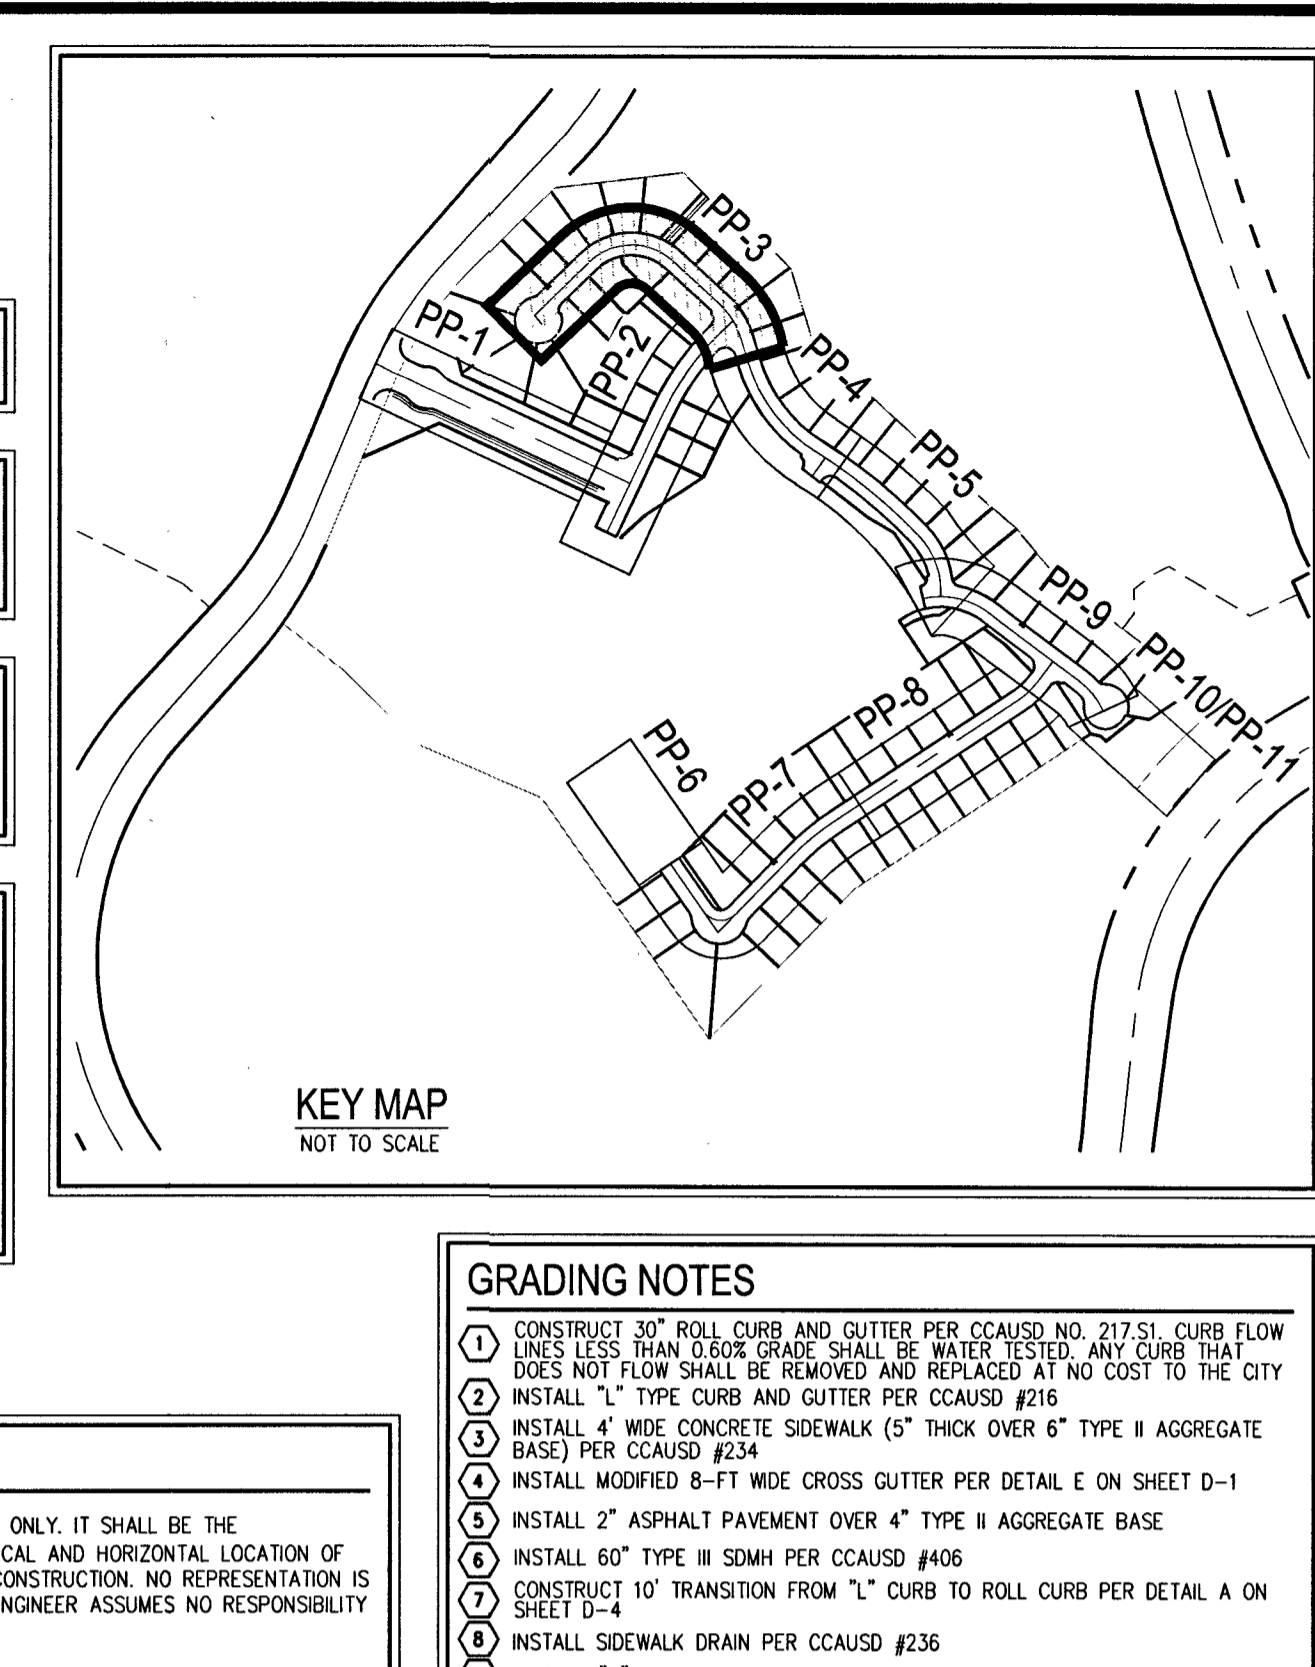 PP-3
PP-1
PP-2
PP-4
PP-5
PP-9
PP-10/PP-11
PP-8
PP-6
PP-7
KEY MAP
NOT TO SCALE
GRADING NOTES
1 CONSTRUCT 30" ROLL CURB AND GUTTER PER CCAUSD NO. 217.S1. CURB FLOW
LINES LESS THAN 0.60% GRADE SHALL BE WATER TESTED. ANY CURB THAT
DOES NOT FLOW SHALL BE REMOVED AND REPLACED AT NO COST TO THE CITY
2 INSTALL "L" TYPE CURB AND GUTTER PER CCAUSD #216
3 INSTALL 4' WIDE CONCRETE SIDEWALK (5" THICK OVER 6" TYPE II AGGREGATE
BASE) PER CCAUSD #234
4 INSTALL MODIFIED 8-FT WIDE CROSS GUTTER PER DETAIL E ON SHEET D-1
5 INSTALL 2" ASPHALT PAVEMENT OVER 4" TYPE II AGGREGATE BASE
6 INSTALL 60" TYPE III SDMH PER CCAUSD #406
7 CONSTRUCT 10' TRANSITION FROM "L" CURB TO ROLL CURB PER DETAIL A ON
SHEET D-4
8 INSTALL SIDEWALK DRAIN PER CCAUSD #236
ONLY. IT SHALL BE THE
CAL AND HORIZONTAL LOCATION OF
CONSTRUCTION. NO REPRESENTATION IS
NGINEER ASSUMES NO RESPONSIBILITY